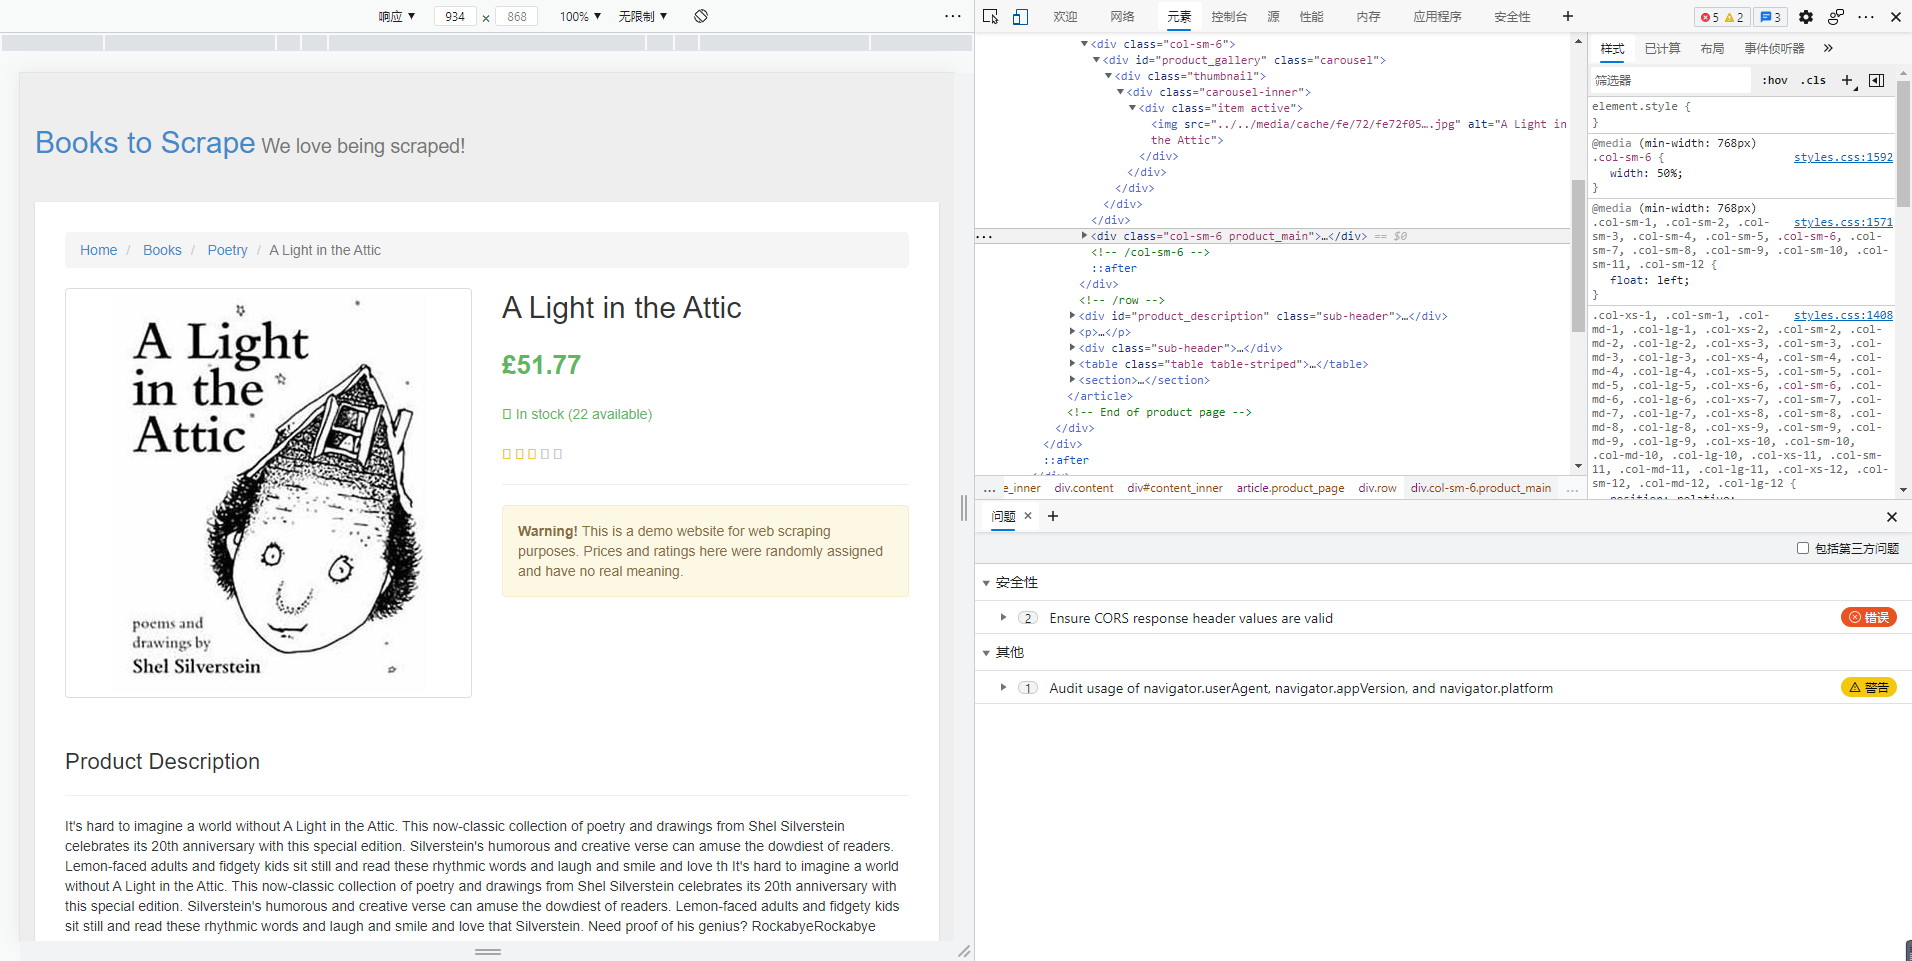 响应 ▼ 934 × 868 100% ▼ 无限制 ▼
Books to Scrape We love being scraped!
Home / Books / Poetry / A Light in the Attic
A Light
in the
Attic
poems and
drawings by
Shel Silverstein
A Light in the Attic
£51.77
In stock (22 available)
Warning! This is a demo website for web scraping
purposes. Prices and ratings here were randomly assigned
and have no real meaning.
Product Description
It's hard to imagine a world without A Light in the Attic. This now-classic collection of poetry and drawings from Shel Silverstein
celebrates its 20th anniversary with this special edition. Silverstein's humorous and creative verse can amuse the dowdiest of readers.
Lemon-faced adults and fidgety kids sit still and read these rhythmic words and laugh and smile and love th It's hard to imagine a world
without A Light in the Attic. This now-classic collection of poetry and drawings from Shel Silverstein celebrates its 20th anniversary with
this special edition. Silverstein's humorous and creative verse can amuse the dowdiest of readers. Lemon-faced adults and fidgety kids
sit still and read these rhythmic words and laugh and smile and love that Silverstein. Need proof of his genius? RockabyeRockabye
欢迎 网络 元素 控制台 源 性能 内存 应用程序 安全性 + 5 2 3
<div class="col-sm-6">
<div id="product_gallery" class="carousel">
<div class="thumbnail">
<div class="carousel-inner">
<div class="item active">
<img src="../../media/cache/fe/72/fe72f05….jpg" alt="A Light in
the Attic">
</div>
</div>
</div>
</div>
</div>
<div class="col-sm-6 product_main">…</div> == $0
<!-- /col-sm-6 -->
::after
</div>
<!-- /row -->
<div id="product_description" class="sub-header">…</div>
<p>…</p>
<div class="sub-header">…</div>
<table class="table table-striped">…</table>
<section>…</section>
</article>
<!-- End of product page -->
</div>
</div>
::after
… e_inner div.content div#content_inner article.product_page div.row div.col-sm-6.product_main …
样式 已计算 布局 事件侦听器 »
筛选器 :hov .cls +
element.style {
}
@media (min-width: 768px)
.col-sm-6 { styles.css:1592
width: 50%;
}
@media (min-width: 768px)
.col-sm-1, .col-sm-2, .col- styles.css:1571
sm-3, .col-sm-4, .col-sm-5, .col-sm-6, .col-
sm-7, .col-sm-8, .col-sm-9, .col-sm-10, .col-
sm-11, .col-sm-12 {
float: left;
}
.col-xs-1, .col-sm-1, .col- styles.css:1408
md-1, .col-lg-1, .col-xs-2, .col-sm-2, .col-
md-2, .col-lg-2, .col-xs-3, .col-sm-3, .col-
md-3, .col-lg-3, .col-xs-4, .col-sm-4, .col-
md-4, .col-lg-4, .col-xs-5, .col-sm-5, .col-
md-5, .col-lg-5, .col-xs-6, .col-sm-6, .col-
md-6, .col-lg-6, .col-xs-7, .col-sm-7, .col-
md-7, .col-lg-7, .col-xs-8, .col-sm-8, .col-
md-8, .col-lg-8, .col-xs-9, .col-sm-9, .col-
md-9, .col-lg-9, .col-xs-10, .col-sm-10,
.col-md-10, .col-lg-10, .col-xs-11, .col-sm-
11, .col-md-11, .col-lg-11, .col-xs-12, .col-
sm-12, .col-md-12, .col-lg-12 {
position: relative;
问题 × +
包括第三方问题
安全性
2 Ensure CORS response header values are valid 错误
其他
1 Audit usage of navigator.userAgent, navigator.appVersion, and navigator.platform 警告